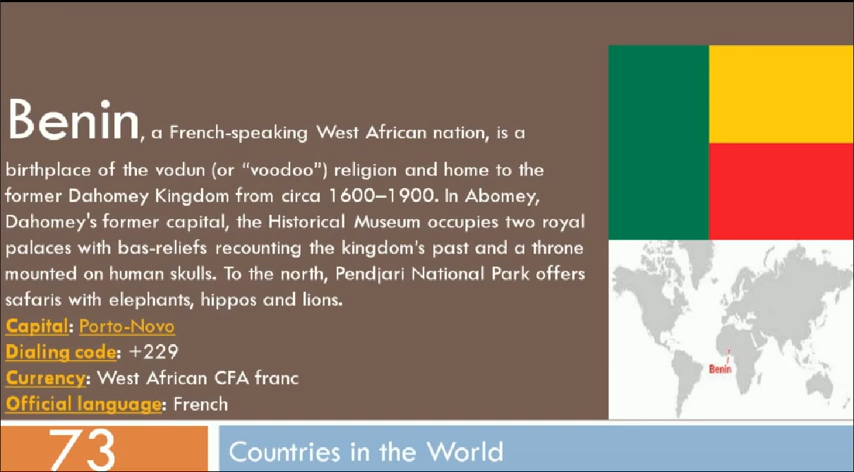 Benin, a French-speaking West African nation, is a
birthplace of the vodun (or “voodoo”) religion and home to the
former Dahomey Kingdom from circa 1600–1900. In Abomey,
Dahomey's former capital, the Historical Museum occupies two royal
palaces with bas-reliefs recounting the kingdom's past and a throne
mounted on human skulls. To the north, Pendjari National Park offers
safaris with elephants, hippos and lions.
Capital: Porto-Novo
Dialing code: +229
Currency: West African CFA franc
Official language: French
Benin
73
Countries in the World